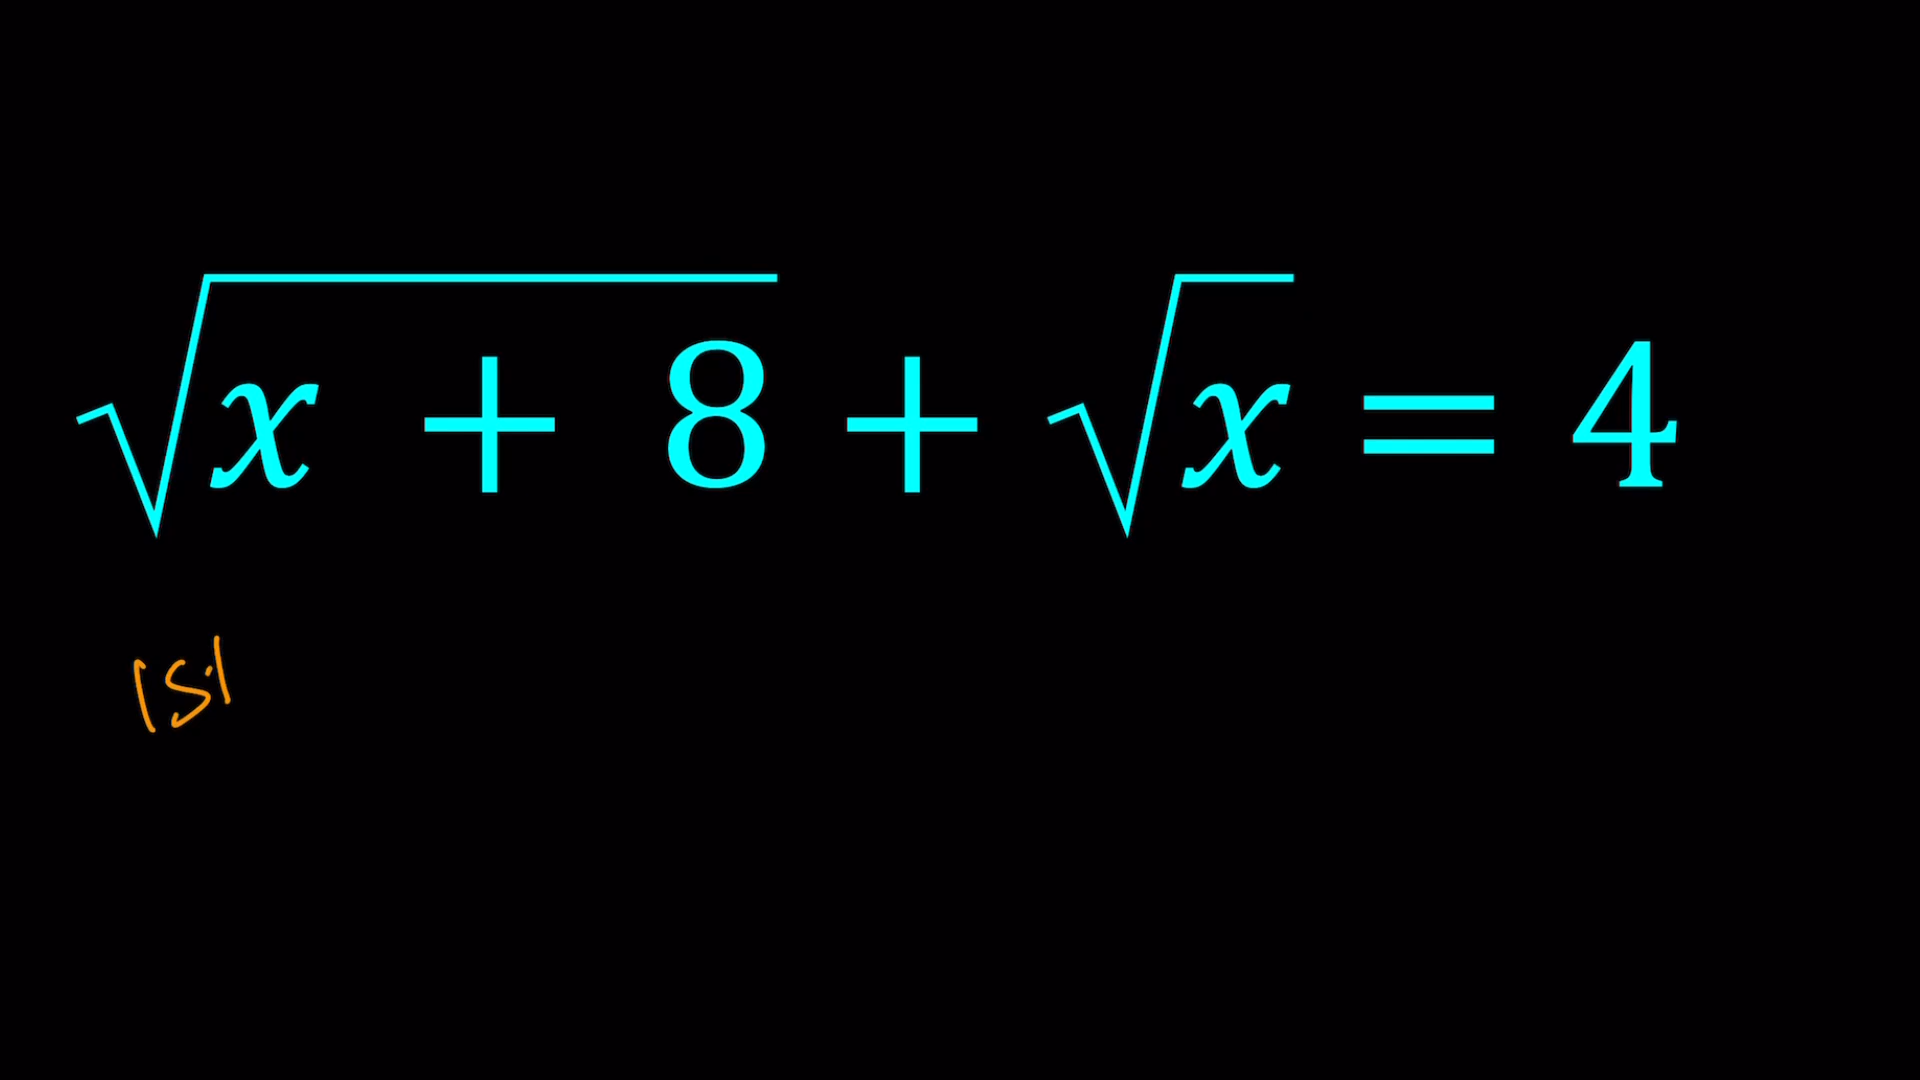 √(x + 8) + √x = 4